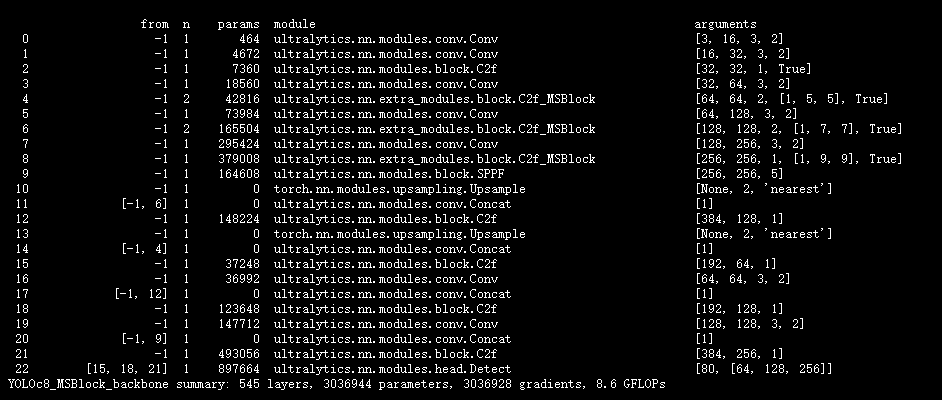 from n params module arguments
0 -1 1 464 ultralytics.nn.modules.conv.Conv [3, 16, 3, 2]
1 -1 1 4672 ultralytics.nn.modules.conv.Conv [16, 32, 3, 2]
2 -1 1 7360 ultralytics.nn.modules.block.C2f [32, 32, 1, True]
3 -1 1 18560 ultralytics.nn.modules.conv.Conv [32, 64, 3, 2]
4 -1 2 42816 ultralytics.nn.extra_modules.block.C2f_MSBlock [64, 64, 2, [1, 5, 5], True]
5 -1 1 73984 ultralytics.nn.modules.conv.Conv [64, 128, 3, 2]
6 -1 2 165504 ultralytics.nn.extra_modules.block.C2f_MSBlock [128, 128, 2, [1, 7, 7], True]
7 -1 1 295424 ultralytics.nn.modules.conv.Conv [128, 256, 3, 2]
8 -1 1 379008 ultralytics.nn.extra_modules.block.C2f_MSBlock [256, 256, 1, [1, 9, 9], True]
9 -1 1 164608 ultralytics.nn.modules.block.SPPF [256, 256, 5]
10 -1 1 0 torch.nn.modules.upsampling.Upsample [None, 2, 'nearest']
11 [-1, 6] 1 0 ultralytics.nn.modules.conv.Concat [1]
12 -1 1 148224 ultralytics.nn.modules.block.C2f [384, 128, 1]
13 -1 1 0 torch.nn.modules.upsampling.Upsample [None, 2, 'nearest']
14 [-1, 4] 1 0 ultralytics.nn.modules.conv.Concat [1]
15 -1 1 37248 ultralytics.nn.modules.block.C2f [192, 64, 1]
16 -1 1 36992 ultralytics.nn.modules.conv.Conv [64, 64, 3, 2]
17 [-1, 12] 1 0 ultralytics.nn.modules.conv.Concat [1]
18 -1 1 123648 ultralytics.nn.modules.block.C2f [192, 128, 1]
19 -1 1 147712 ultralytics.nn.modules.conv.Conv [128, 128, 3, 2]
20 [-1, 9] 1 0 ultralytics.nn.modules.conv.Concat [1]
21 -1 1 493056 ultralytics.nn.modules.block.C2f [384, 256, 1]
22 [15, 18, 21] 1 897664 ultralytics.nn.modules.head.Detect [80, [64, 128, 256]]
YOLOc8_MSBlock_backbone summary: 545 layers, 3036944 parameters, 3036928 gradients, 8.6 GFLOPs